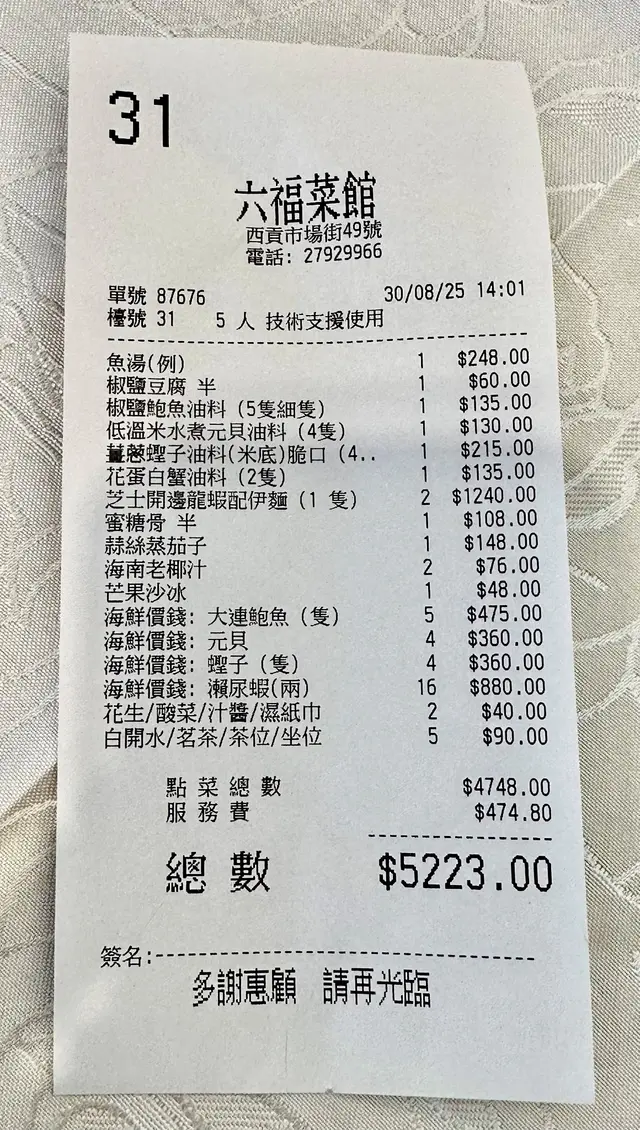 31
六福菜館
西貢市場街49號
電話: 27929966
單號 87676 30/08/25 14:01
檯號 31 5 人 技術支援使用
魚湯(例) 1 $248.00
椒鹽豆腐 半 1 $60.00
椒鹽鮑魚油料 (5隻細隻) 1 $135.00
低溫米水煮元貝油料 (4隻) 1 $130.00
薑蔥蟶子油料(米底)脆口 (4.. 1 $215.00
花蛋白蟹油料 (2隻) 1 $135.00
芝士開邊龍蝦配伊麵 (1 隻) 2 $1240.00
蜜糖骨 半 1 $108.00
蒜絲蒸茄子 1 $148.00
海南老椰汁 2 $76.00
芒果沙冰 1 $48.00
海鮮價錢: 大連鮑魚 (隻) 5 $475.00
海鮮價錢: 元貝 4 $360.00
海鮮價錢: 蟶子 (隻) 4 $360.00
海鮮價錢: 瀨尿蝦(兩) 16 $880.00
花生/酸菜/汁醬/濕紙巾 2 $40.00
白開水/茗茶/茶位/坐位 5 $90.00
點菜總數 $4748.00
服務費 $474.80
總數 $5223.00
簽名:
多謝惠顧 請再光臨